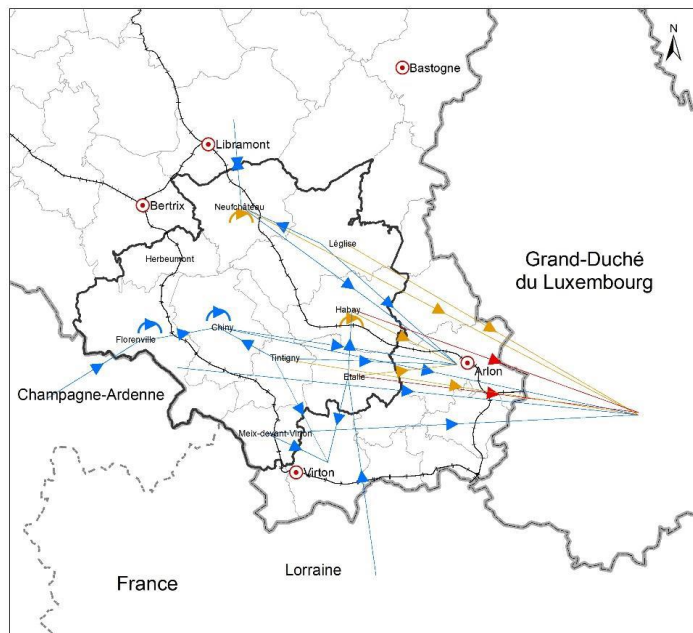 N
Bastogne
Libramont
Bertrix
Neufchâteau
Léglise
Grand-Duché
du Luxembourg
Herbeumont
Habay
Chiny
Florenville
Tintigny
Arlon
Etalle
Champagne-Ardenne
Meix-devant-Virton
Virton
Lorraine
France